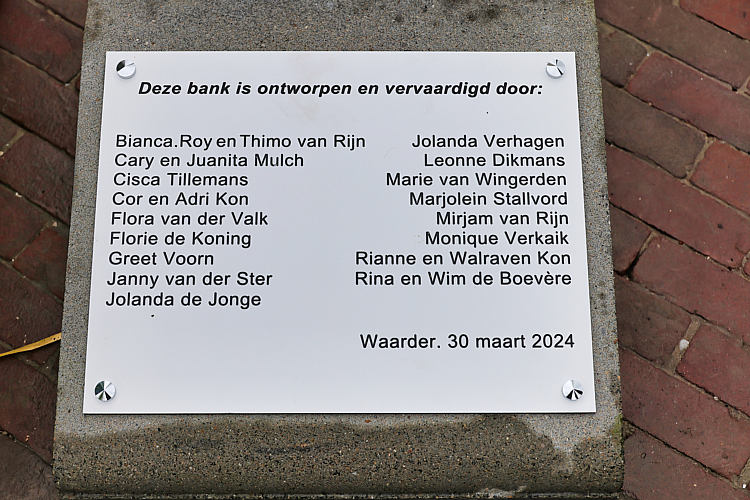 Deze bank is ontworpen en vervaardigd door:
Bianca.Roy en Thimo van Rijn
Cary en Juanita Mulch
Cisca Tillemans
Cor en Adri Kon
Flora van der Valk
Florie de Koning
Greet Voorn
Janny van der Ster
Jolanda de Jonge
Jolanda Verhagen
Leonne Dikmans
Marie van Wingerden
Marjolein Stallvord
Mirjam van Rijn
Monique Verkaik
Rianne en Walraven Kon
Rina en Wim de Boevère
Waarder. 30 maart 2024